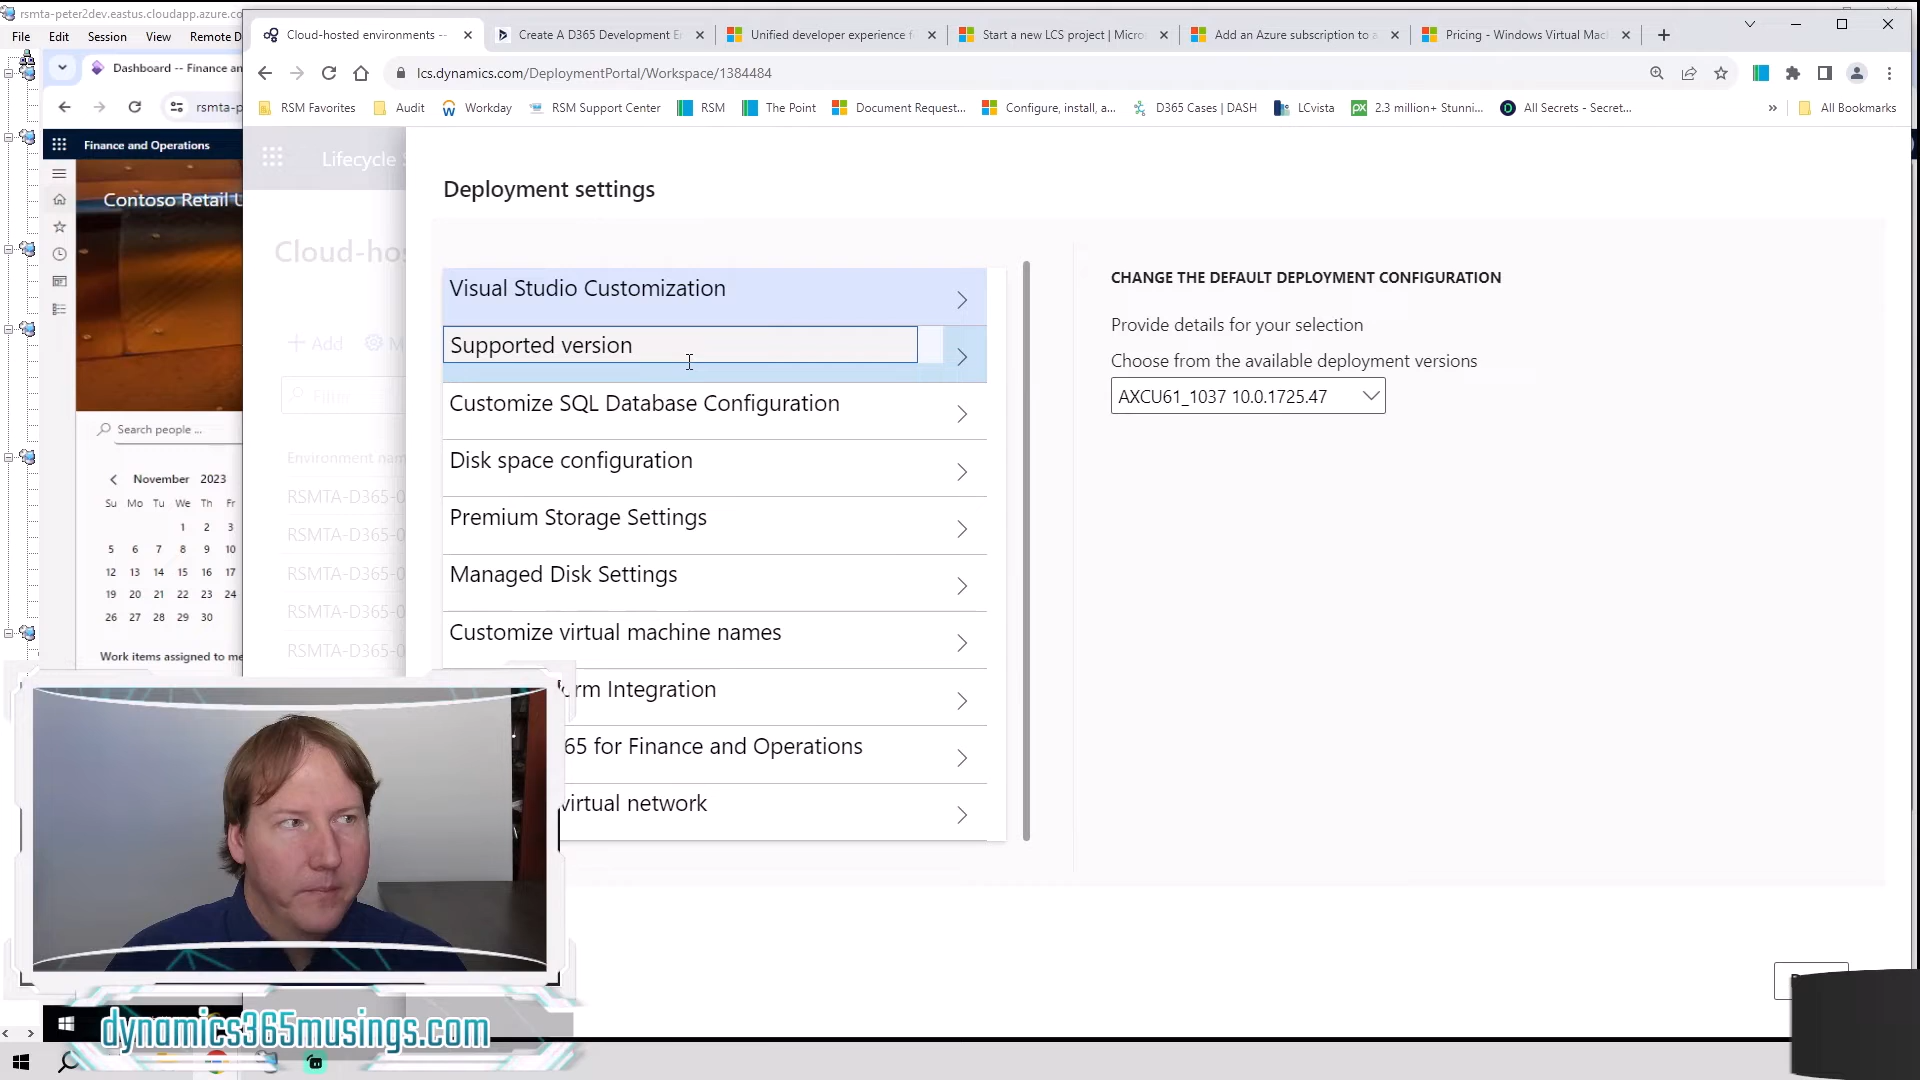 rsmta-peter2dev.eastus.cloudapp.azure.co
File Edit Session View Remote D
Dashboard -- Finance an
rsmta-p
Finance and Operations
Contoso Retail U
Search people ...
November 2023
Su Mo Tu We Th Fr
1 2 3
5 6 7 8 9 10
12 13 14 15 16 17
19 20 21 22 23 24
26 27 28 29 30
Work items assigned to me
Cloud-hosted environments --
Create A D365 Development E
Unified developer experience f
Start a new LCS project | Micro
Add an Azure subscription to a
Pricing - Windows Virtual Mac
lcs.dynamics.com/DeploymentPortal/Workspace/1384484
RSM Favorites
Audit
Workday
RSM Support Center
RSM
The Point
Document Request...
Configure, install, a...
D365 Cases | DASH
LCvista
2.3 million+ Stunni...
All Secrets - Secret...
»
All Bookmarks
Lifecycle S
Cloud-hos
Add
M
Filter
Environment nam
RSMTA-D365-0
RSMTA-D365-0
RSMTA-D365-0
RSMTA-D365-0
RSMTA-D365-0
Deployment settings
Visual Studio Customization
Supported version
Customize SQL Database Configuration
Disk space configuration
Premium Storage Settings
Managed Disk Settings
Customize virtual machine names
rm Integration
65 for Finance and Operations
virtual network
CHANGE THE DEFAULT DEPLOYMENT CONFIGURATION
Provide details for your selection
Choose from the available deployment versions
AXCU61_1037 10.0.1725.47
dynamics365musings.com